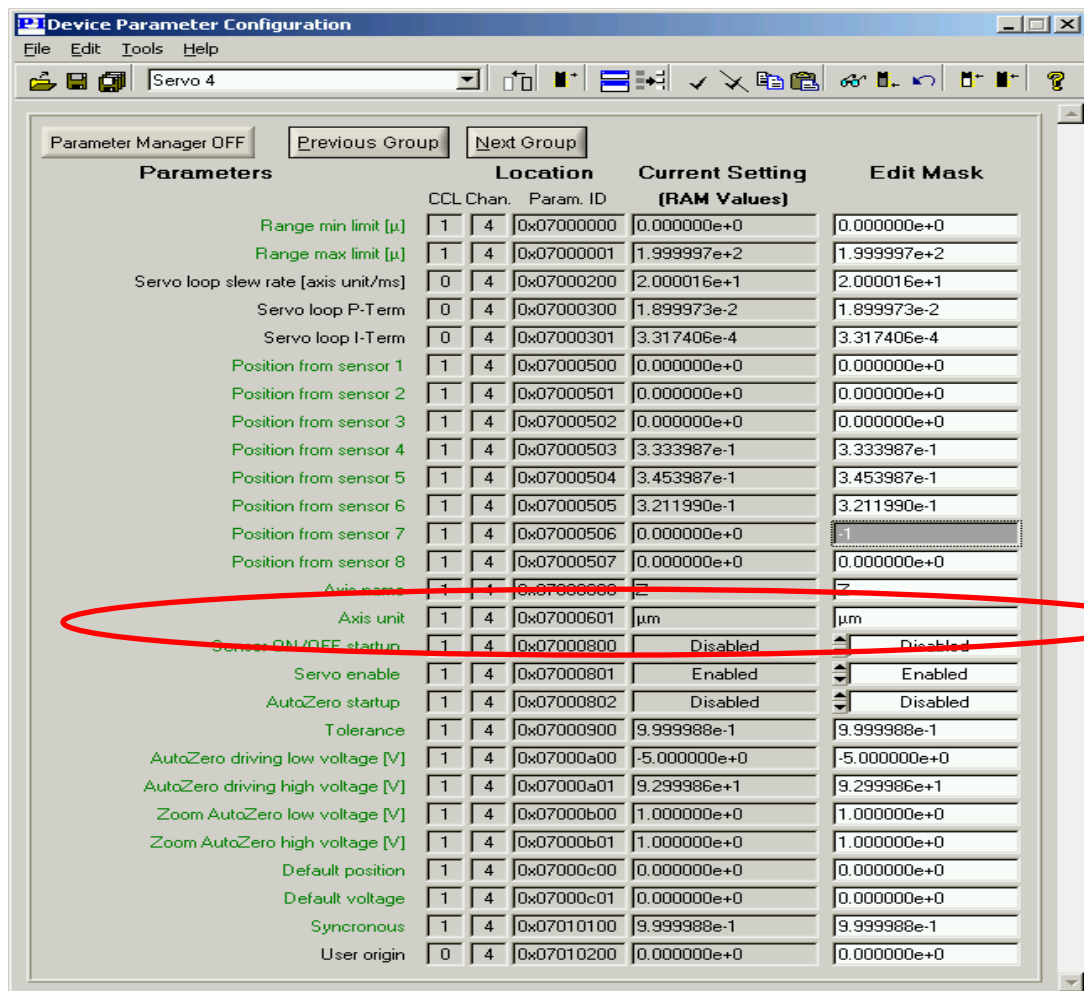 PI Device Parameter Configuration
File Edit Tools Help
Servo 4
Parameter Manager OFF Previous Group Next Group
Parameters Location Current Setting Edit Mask
CCL Chan. Param. ID (RAM Values)
Range min limit [µ] 1 4 0x07000000 0.000000e+0 0.000000e+0
Range max limit [µ] 1 4 0x07000001 1.999997e+2 1.999997e+2
Servo loop slew rate [axis unit/ms] 0 4 0x07000200 2.000016e+1 2.000016e+1
Servo loop P-Term 0 4 0x07000300 1.899973e-2 1.899973e-2
Servo loop I-Term 0 4 0x07000301 3.317406e-4 3.317406e-4
Position from sensor 1 1 4 0x07000500 0.000000e+0 0.000000e+0
Position from sensor 2 1 4 0x07000501 0.000000e+0 0.000000e+0
Position from sensor 3 1 4 0x07000502 0.000000e+0 0.000000e+0
Position from sensor 4 1 4 0x07000503 3.333987e-1 3.333987e-1
Position from sensor 5 1 4 0x07000504 3.453987e-1 3.453987e-1
Position from sensor 6 1 4 0x07000505 3.211990e-1 3.211990e-1
Position from sensor 7 1 4 0x07000506 0.000000e+0 -1
Position from sensor 8 1 4 0x07000507 0.000000e+0 0.000000e+0
Axis name 1 4 Z Z
Axis unit 1 4 0x07000601 µm µm
Sensor ON/OFF startup 1 4 0x07000800 Disabled Disabled
Servo enable 1 4 0x07000801 Enabled Enabled
AutoZero startup 1 4 0x07000802 Disabled Disabled
Tolerance 1 4 0x07000900 9.999988e-1 9.999988e-1
AutoZero driving low voltage [V] 1 4 0x07000a00 -5.000000e+0 -5.000000e+0
AutoZero driving high voltage [V] 1 4 0x07000a01 9.299986e+1 9.299986e+1
Zoom AutoZero low voltage [V] 1 4 0x07000b00 1.000000e+0 1.000000e+0
Zoom AutoZero high voltage [V] 1 4 0x07000b01 1.000000e+0 1.000000e+0
Default position 1 4 0x07000c00 0.000000e+0 0.000000e+0
Default voltage 1 4 0x07000c01 0.000000e+0 0.000000e+0
Syncronous 1 4 0x07010100 9.999988e-1 9.999988e-1
User origin 0 4 0x07010200 0.000000e+0 0.000000e+0